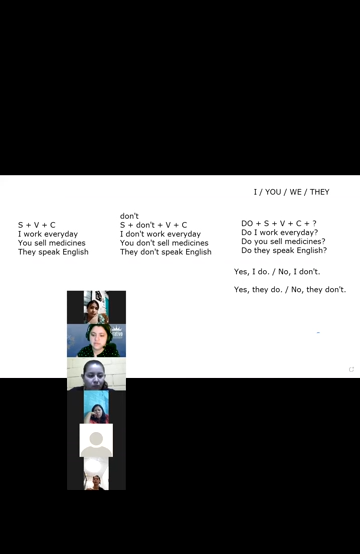 I / YOU / WE / THEY
S + V + C
I work everyday
You sell medicines
They speak English
don't
S + don't + V + C
I don't work everyday
You don't sell medicines
They don't speak English
DO + S + V + C + ?
Do I work everyday?
Do you sell medicines?
Do they speak English?
Yes, I do. / No, I don't.
Yes, they do. / No, they don't.